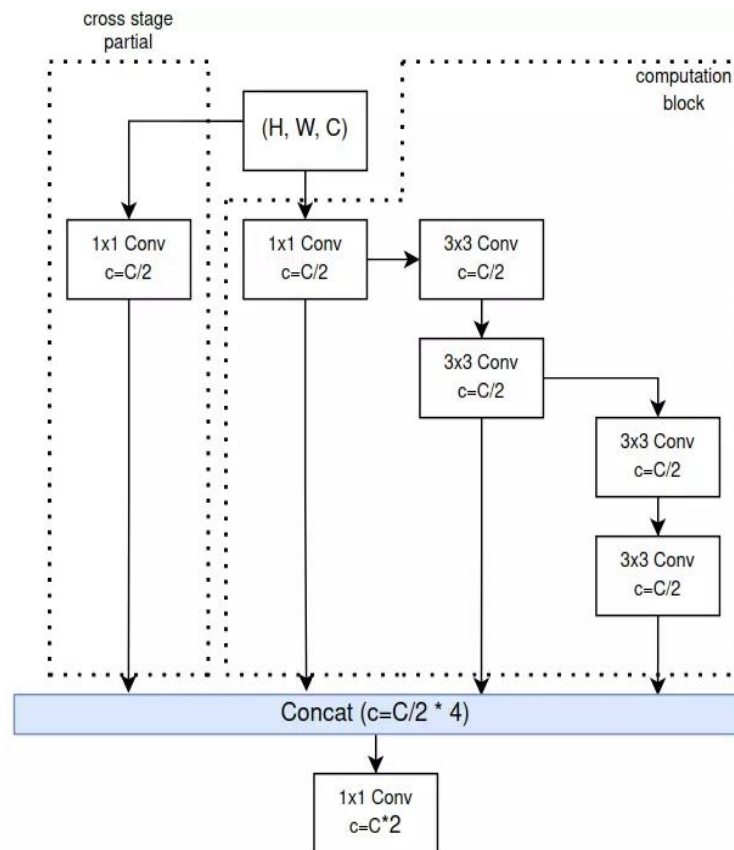 cross stage
partial
computation
block
(H, W, C)
1x1 Conv
c=C/2
1x1 Conv
c=C/2
3x3 Conv
c=C/2
3x3 Conv
c=C/2
3x3 Conv
c=C/2
3x3 Conv
c=C/2
Concat (c=C/2 * 4)
1x1 Conv
c=C*2